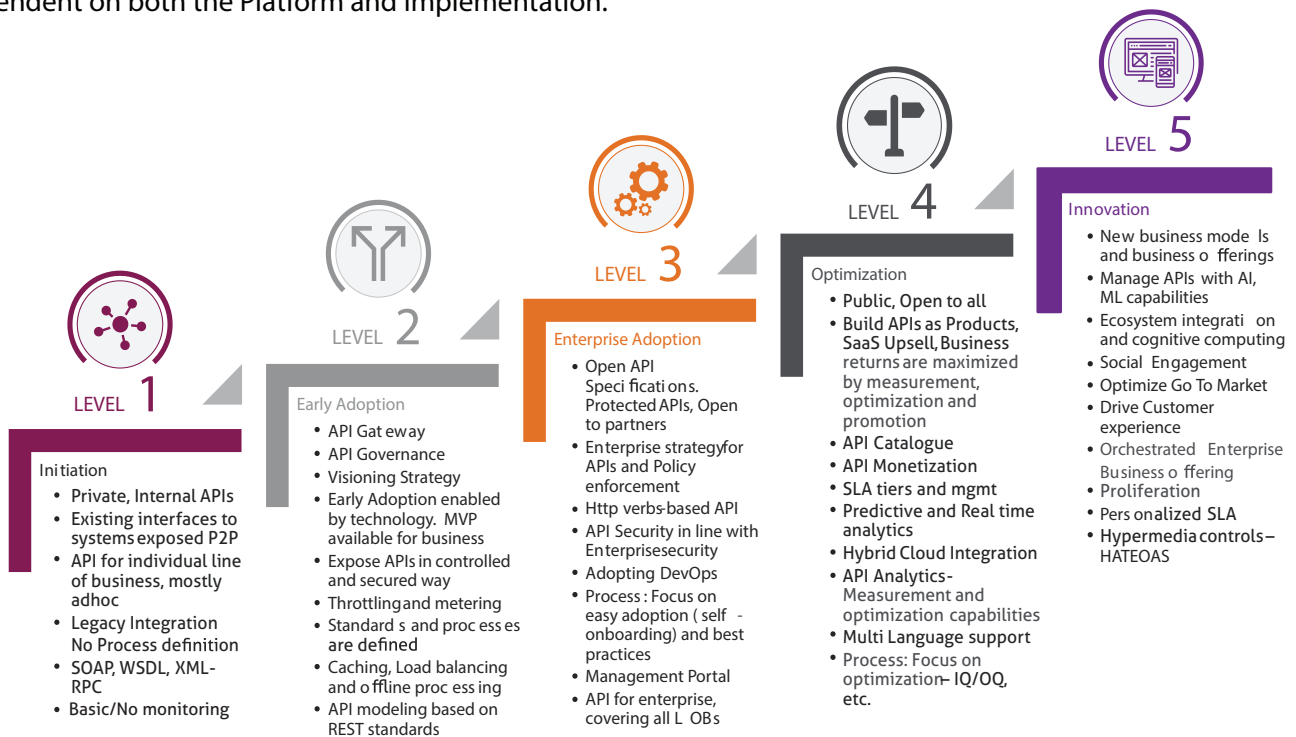 endent on both the Platform and Implementation.
LEVEL 1
Initiation
• Private, Internal APIs
• Existing interfaces to
systems exposed P2P
• API for individual line
of business, mostly
adhoc
• Legacy Integration
No Process definition
• SOAP, WSDL, XML-
RPC
• Basic/No monitoring
LEVEL 2
Early Adoption
• API Gat eway
• API Governance
• Visioning Strategy
• Early Adoption enabled
by technology. MVP
available for business
• Expose APIs in controlled
and secured way
• Throttling and metering
• Standard s and proc ess es
are defined
• Caching, Load balancing
and o ffline proc ess ing
• API modeling based on
REST standards
LEVEL 3
Enterprise Adoption
• Open API
Speci fications.
Protected APIs, Open
to partners
• Enterprise strategyfor
APIs and Policy
enforcement
• Http verbs-based API
• API Security in line with
Enterprisesecurity
• Adopting DevOps
• Process : Focus on
easy adoption ( self -
onboarding) and best
practices
• Management Portal
• API for enterprise,
covering all L OBs
LEVEL 4
Optimization
• Public, Open to all
• Build APIs as Products,
SaaS Upsell, Business
returns are maximized
by measurement,
optimization and
promotion
• API Catalogue
• API Monetization
• SLA tiers and mgmt
• Predictive and Real time
analytics
• Hybrid Cloud Integration
• API Analytics-
Measurement and
optimization capabilities
• Multi Language support
• Process: Focus on
optimization– IQ/OQ,
etc.
LEVEL 5
Innovation
• New business mode ls
and business o fferings
• Manage APIs with AI,
ML capabilities
• Ecosystem integrati on
and cognitive computing
• Social Engagement
• Optimize Go To Market
• Drive Customer
experience
• Orchestrated Enterprise
Business o ffering
• Proliferation
• Pers onalized SLA
• Hypermedia controls –
HATEOAS